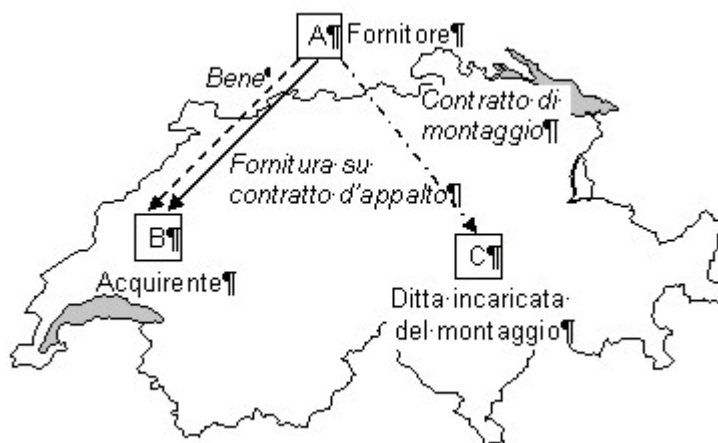 A¶ Fornitore¶
Bene¶
Contratto·di·
montaggio¶
Fornitura·su·
contratto·d'appalto¶
B¶
Acquirente¶
C¶
Ditta·incaricata·
del·montaggio¶